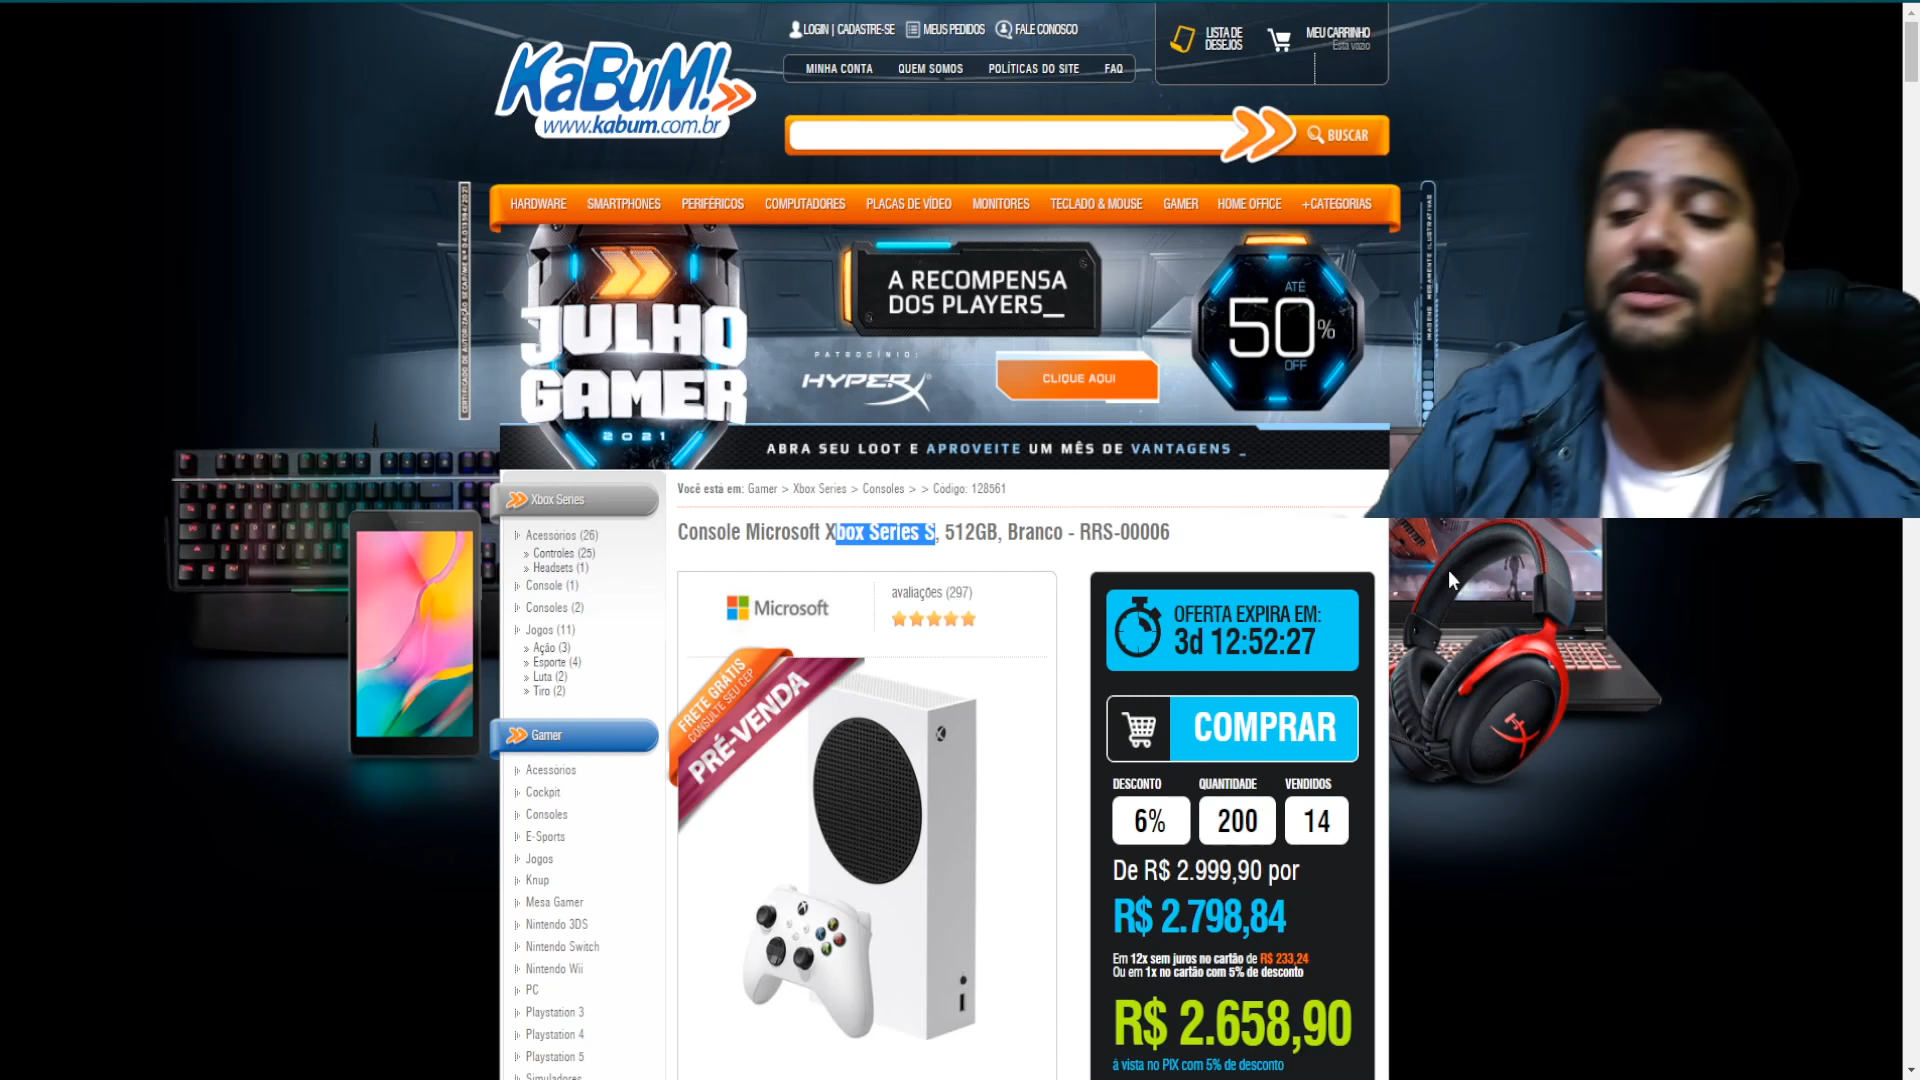 LOGIN | CADASTRE-SE MEUS PEDIDOS FALE CONOSCO
LISTA DE
DESEJOS
MEU CARRINHO
Está vazio
MINHA CONTA QUEM SOMOS POLÍTICAS DO SITE FAQ
KaBuM!
www.kabum.com.br
BUSCAR
HARDWARE SMARTPHONES PERIFÉRICOS COMPUTADORES PLACAS DE VÍDEO MONITORES TECLADO & MOUSE GAMER HOME OFFICE +CATEGORIAS
JULHO
GAMER
2021
A RECOMPENSA
DOS PLAYERS_
PATROCÍNIO:
HYPERX
CLIQUE AQUI
ATÉ
50%
OFF
IMAGENS MERAMENTE ILUSTRATIVAS
ABRA SEU LOOT E APROVEITE UM MÊS DE VANTAGENS _
Xbox Series
Acessórios (26)
Controles (25)
Headsets (1)
Console (1)
Consoles (2)
Jogos (11)
Ação (3)
Esporte (4)
Luta (2)
Tiro (2)
Gamer
Acessórios
Cockpit
Consoles
E-Sports
Jogos
Knup
Mesa Gamer
Nintendo 3DS
Nintendo Switch
Nintendo Wii
PC
Playstation 3
Playstation 4
Playstation 5
Simuladores
Você está em: Gamer > Xbox Series > Consoles > > Código: 128561
Console Microsoft Xbox Series S, 512GB, Branco - RRS-00006
Microsoft
avaliações (297)
FRETE GRÁTIS
CONSULTE SEU CEP
PRÉ-VENDA
OFERTA EXPIRA EM:
3d 12:52:27
COMPRAR
DESCONTO QUANTIDADE VENDIDOS
6% 200 14
De R$ 2.999,90 por
R$ 2.798,84
Em 12x sem juros no cartão de R$ 233,24
Ou em 1x no cartão com 5% de desconto
R$ 2.658,90
à vista no PIX com 5% de desconto